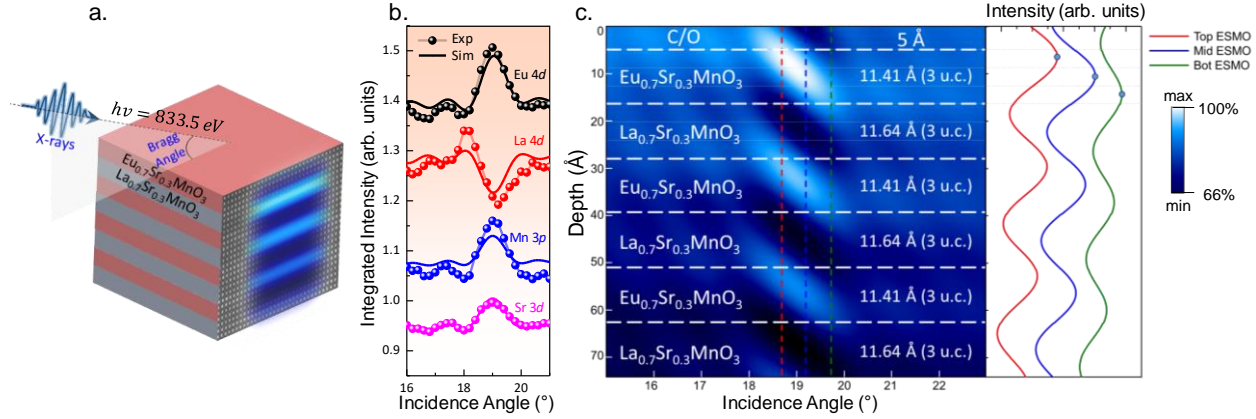 a.
hν = 833.5 eV
X-rays
Bragg
Angle
Eu0.7Sr0.3MnO3
La0.7Sr0.3MnO3
b.
Integrated Intensity (arb. units)
1.5
1.4
1.3
1.2
1.1
1.0
0.9
Exp
Sim
Eu 4d
La 4d
Mn 3p
Sr 3d
16 18 20
Incidence Angle (°)
c.
Depth (Å)
0
10
20
30
40
50
60
70
C/O 5 Å
Eu0.7Sr0.3MnO3 11.41 Å (3 u.c.)
La0.7Sr0.3MnO3 11.64 Å (3 u.c.)
Eu0.7Sr0.3MnO3 11.41 Å (3 u.c.)
La0.7Sr0.3MnO3 11.64 Å (3 u.c.)
Eu0.7Sr0.3MnO3 11.41 Å (3 u.c.)
La0.7Sr0.3MnO3 11.64 Å (3 u.c.)
16 17 18 19 20 21 22
Incidence Angle (°)
Intensity (arb. units)
Top ESMO
Mid ESMO
Bot ESMO
max 100%
min 66%